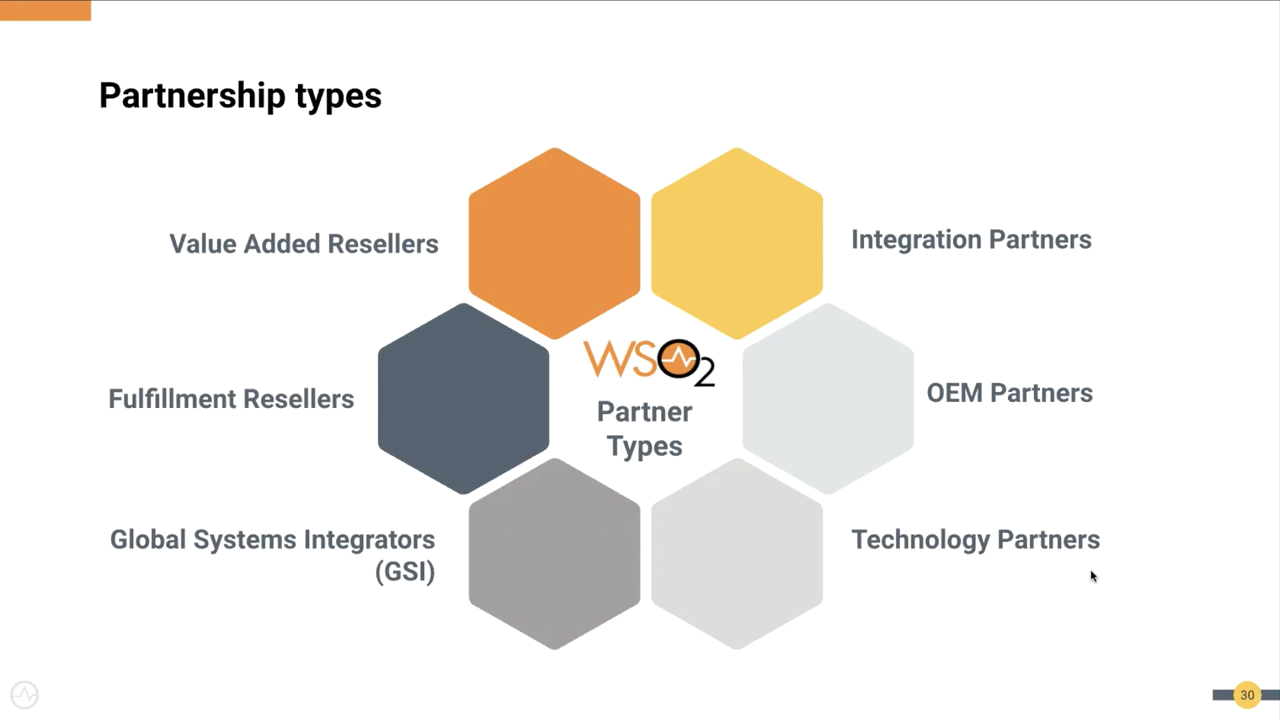 Partnership types
Value Added Resellers
Integration Partners
WSO2
Partner
Types
Fulfillment Resellers
OEM Partners
Global Systems Integrators
(GSI)
Technology Partners
30